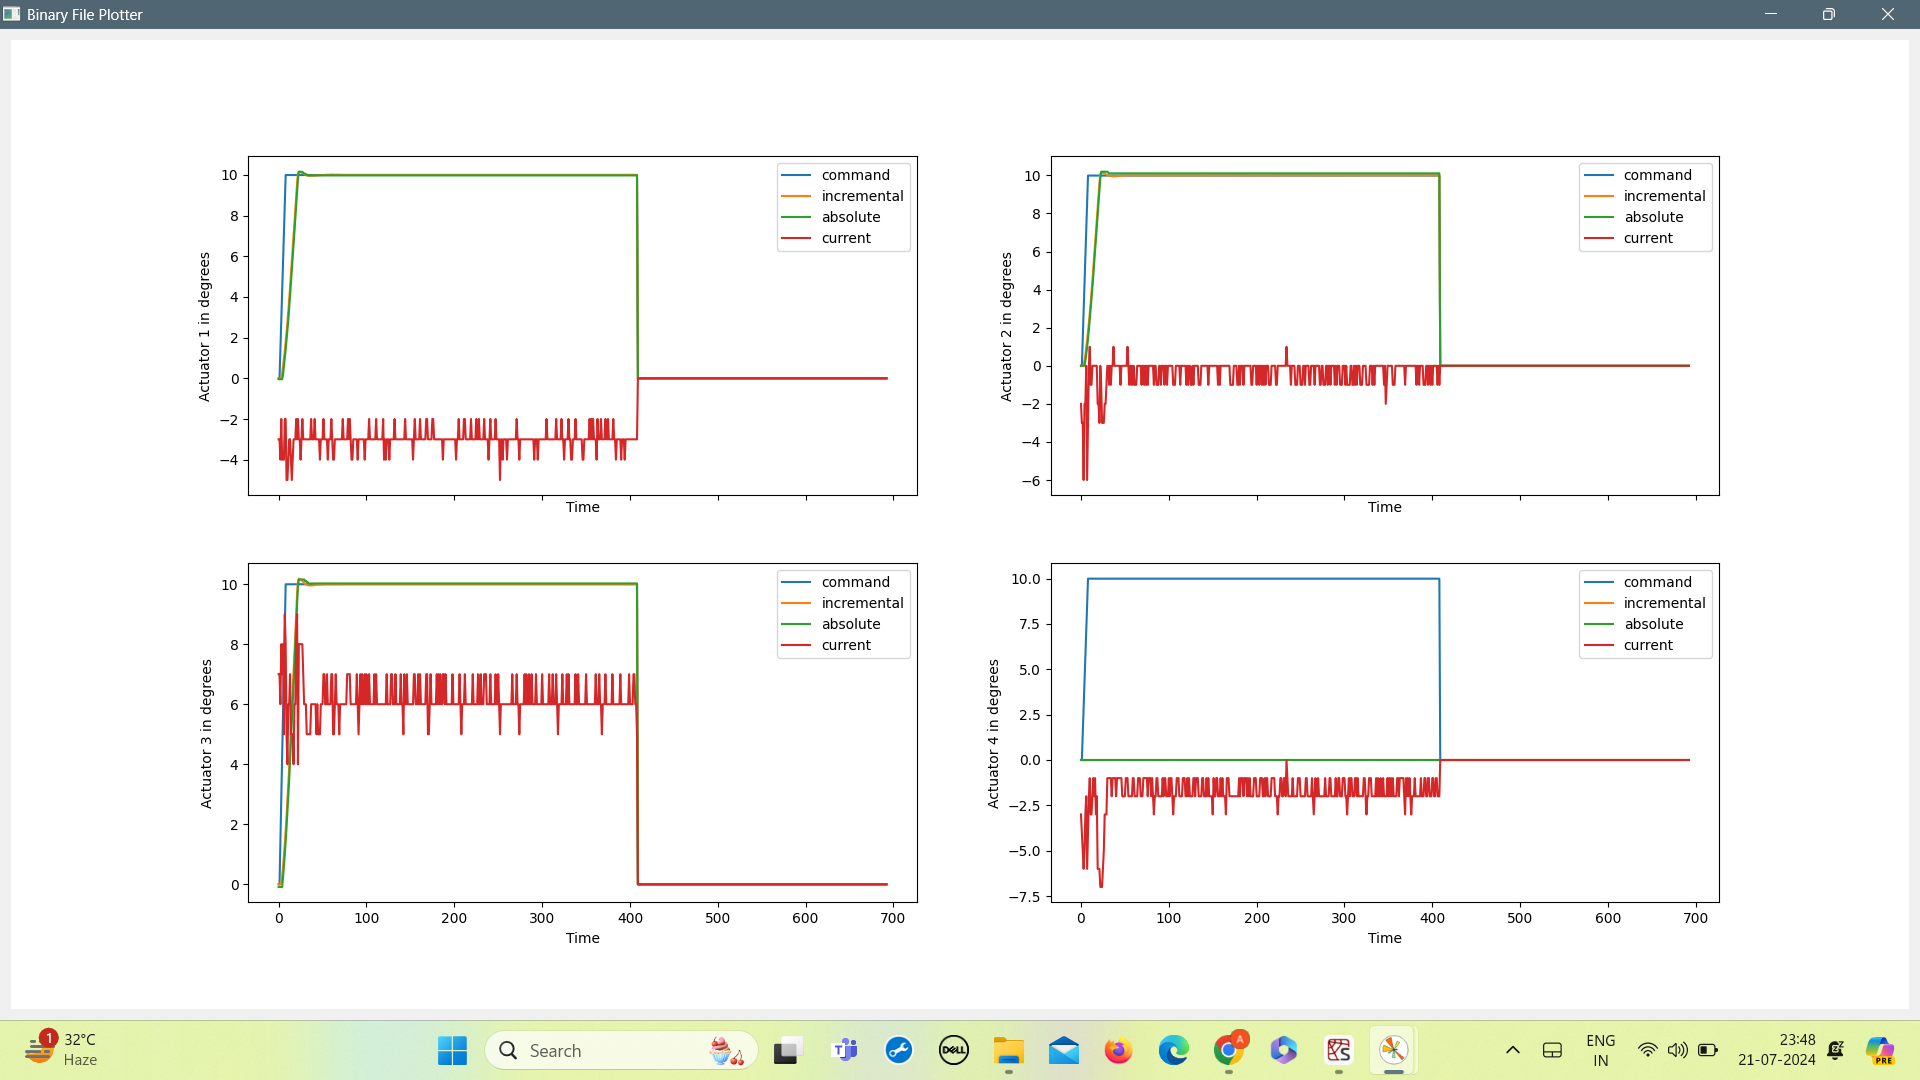 Binary File Plotter
10
8
6
4
2
0
−2
−4
Actuator 1 in degrees
Time
command
incremental
absolute
current
10
8
6
4
2
0
−2
−4
−6
Actuator 2 in degrees
Time
command
incremental
absolute
current
10
8
6
4
2
0
Actuator 3 in degrees
0 100 200 300 400 500 600 700
Time
command
incremental
absolute
current
10.0
7.5
5.0
2.5
0.0
−2.5
−5.0
−7.5
Actuator 4 in degrees
0 100 200 300 400 500 600 700
Time
command
incremental
absolute
current
1
32°C
Haze
Search
T
DELL
A
S
ENG
IN
23:48
21-07-2024
PRE